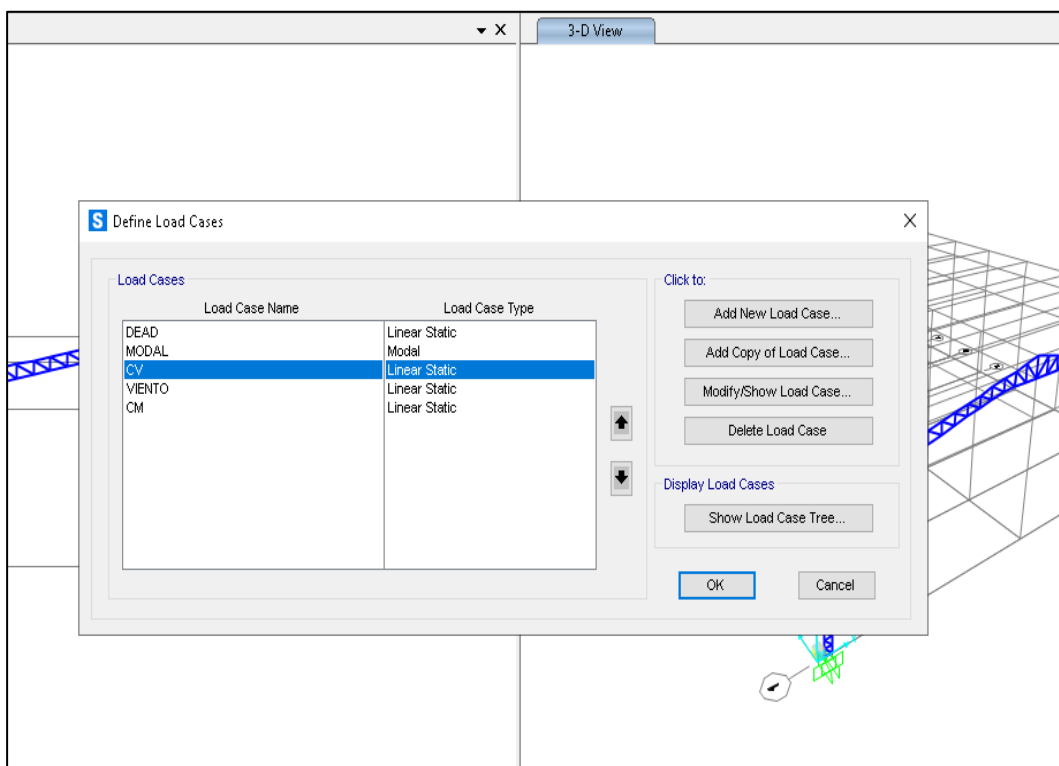 3-D View
Define Load Cases
Load Cases
Load Case Name Load Case Type
DEAD Linear Static
MODAL Modal
CV Linear Static
VIENTO Linear Static
CM Linear Static
Click to:
Add New Load Case...
Add Copy of Load Case...
Modify/Show Load Case...
Delete Load Case
Display Load Cases
Show Load Case Tree...
OK
Cancel